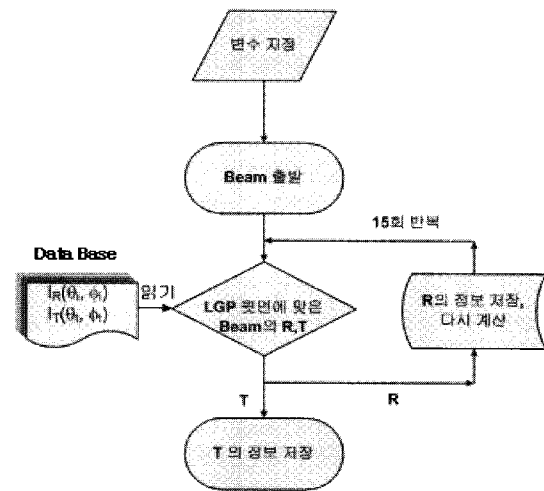 변수 지정
Beam 출발
15회 반복
Data Base
I_R(θ_i, ϕ_i)
I_T(θ_i, ϕ_i)
읽기
LGP 윗면에 맞은
Beam의 R,T
R의 정보 저장,
다시 계산
T
R
T 의 정보 저장